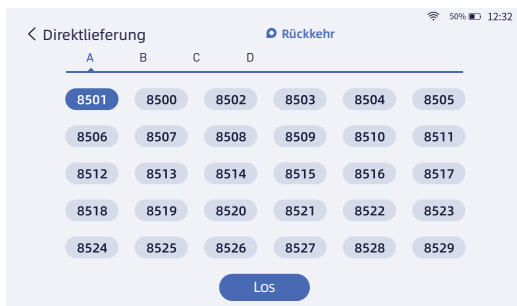 50% 12:32
Direktlieferung Rückkehr
A B C D
8501 8500 8502 8503 8504 8505
8506 8507 8508 8509 8510 8511
8512 8513 8514 8515 8516 8517
8518 8519 8520 8521 8522 8523
8524 8525 8526 8527 8528 8529
Los